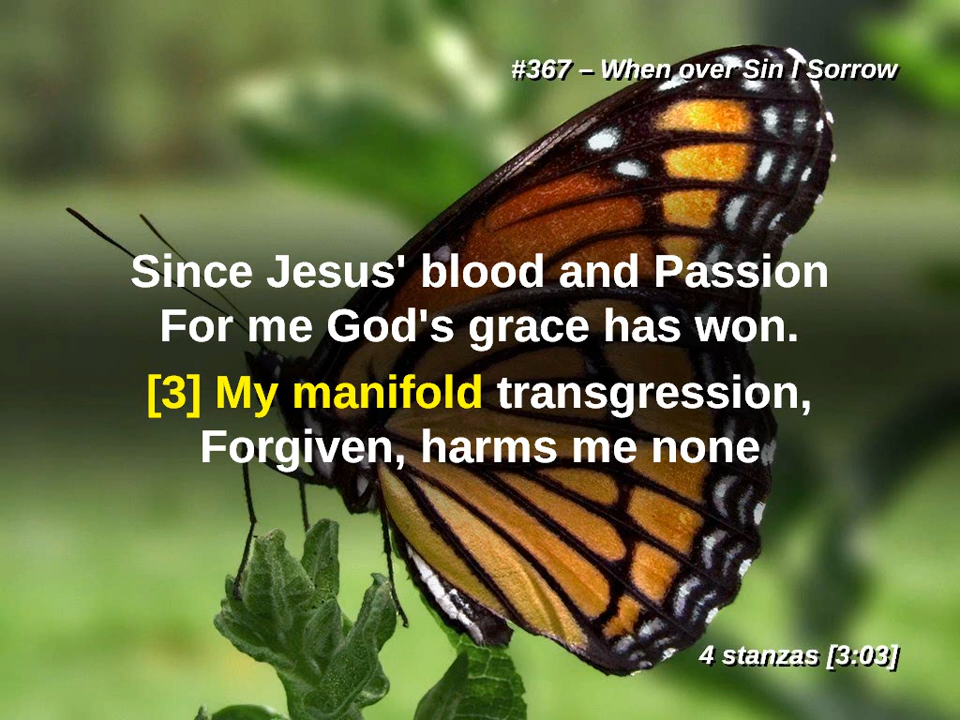 #367 – When over Sin I Sorrow
Since Jesus' blood and Passion
For me God's grace has won.
[3] My manifold transgression,
Forgiven, harms me none
4 stanzas [3:03]